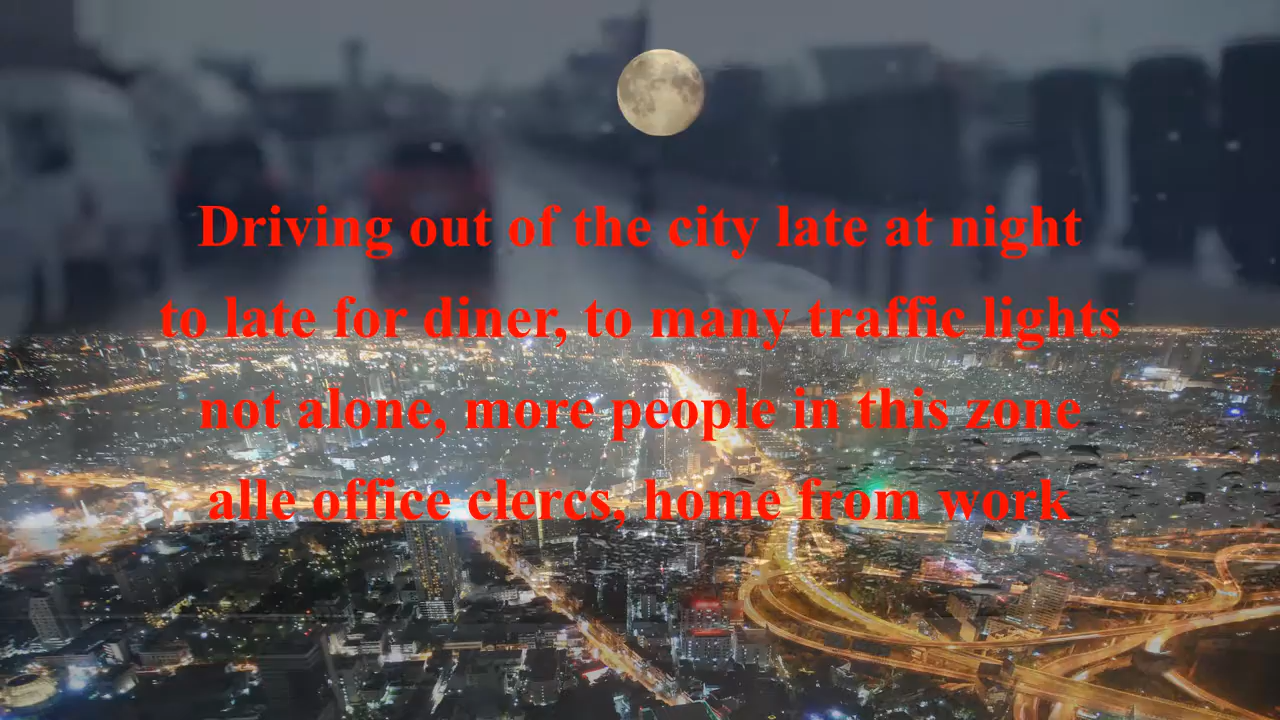 Driving out of the city late at night
to late for diner, to many traffic lights
not alone, more people in this zone
alle office clercs, home from work